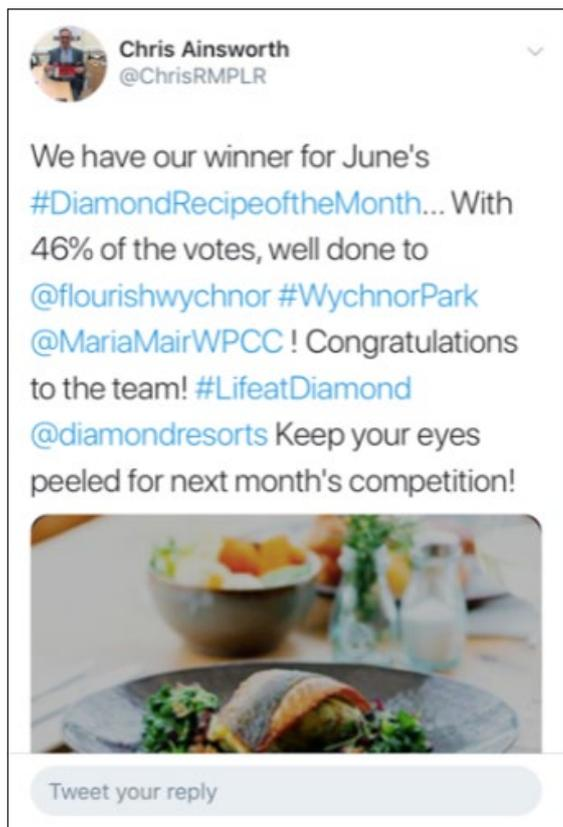 Chris Ainsworth
@ChrisRMPLR
We have our winner for June's
#DiamondRecipeoftheMonth... With
46% of the votes, well done to
@flourishwychnor #WychnorPark
@MariaMairWPCC ! Congratulations
to the team! #LifeatDiamond
@diamondresorts Keep your eyes
peeled for next month's competition!
Tweet your reply